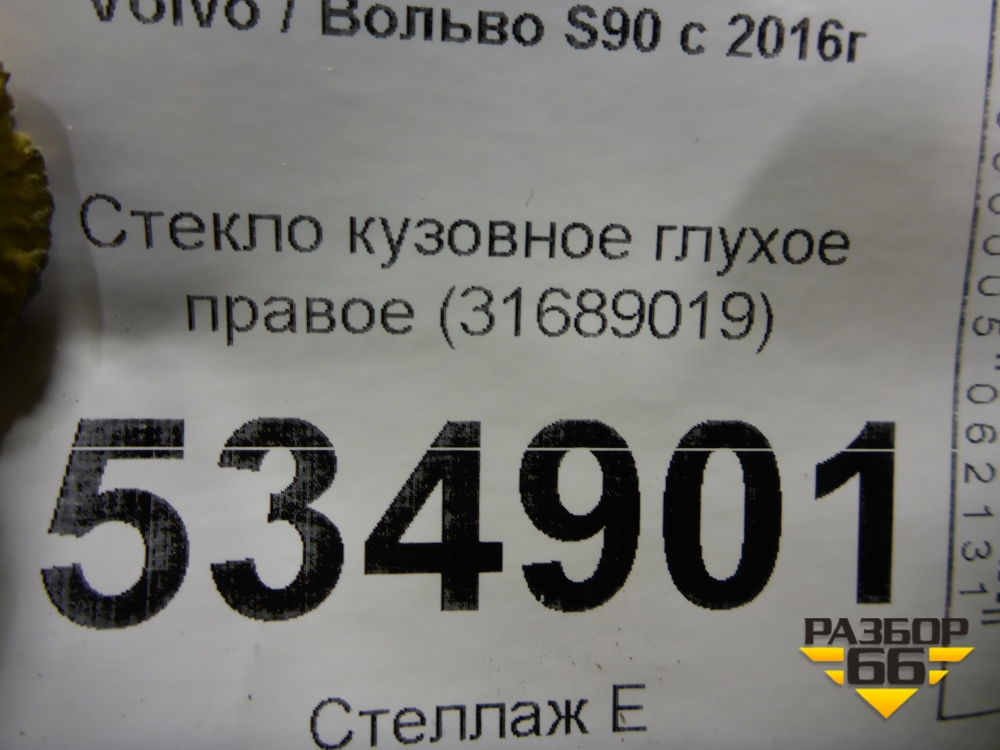 Volvo / Вольво S90 с 2016г
Стекло кузовное глухое
правое (31689019)
534901
Стеллаж Е
РАЗБОР
66